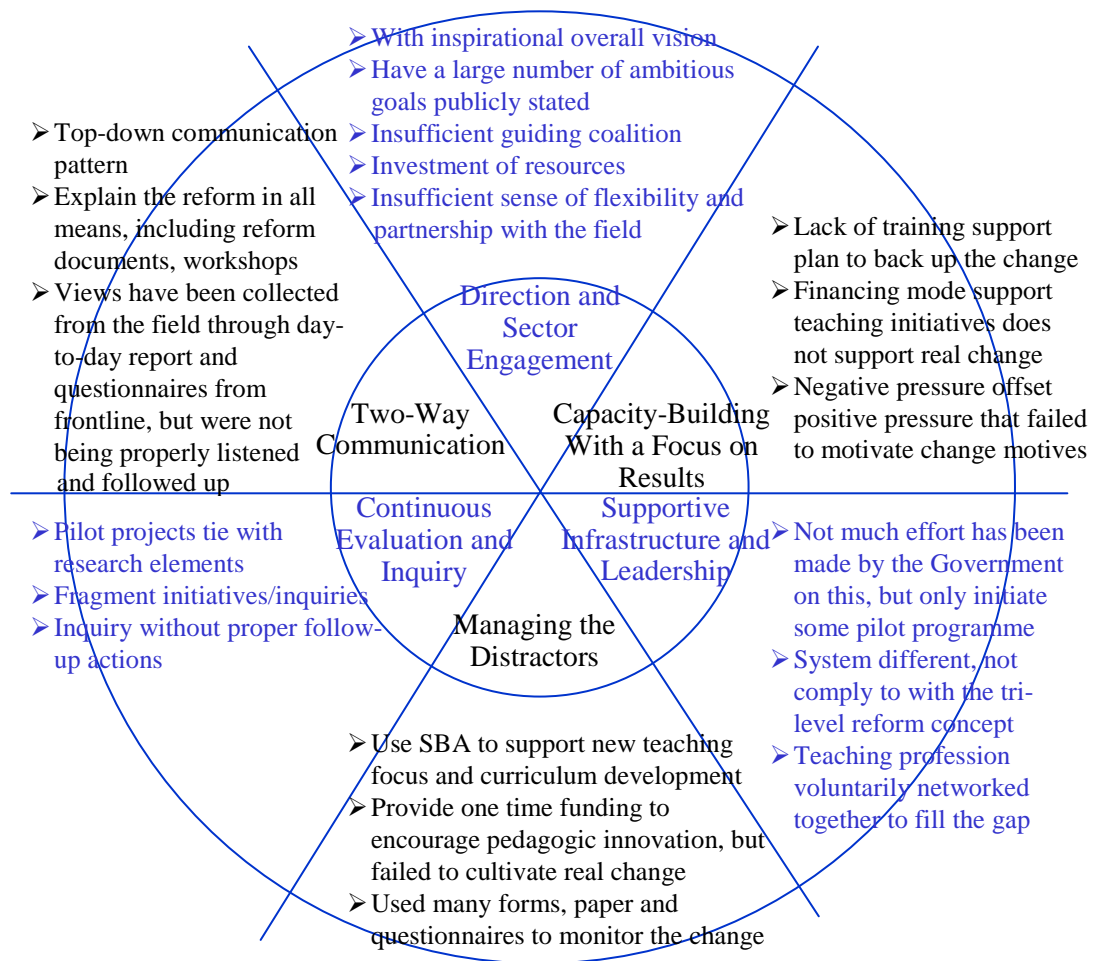 ➢ With inspirational overall vision
➢ Have a large number of ambitious
goals publicly stated
➢ Insufficient guiding coalition
➢ Investment of resources
➢ Insufficient sense of flexibility and
partnership with the field
➢ Top-down communication
pattern
➢ Explain the reform in all
means, including reform
documents, workshops
➢ Views have been collected
from the field through day-
to-day report and
questionnaires from
frontline, but were not
being properly listened
and followed up
➢ Lack of training support
plan to back up the change
➢ Financing mode support
teaching initiatives does
not support real change
➢ Negative pressure offset
positive pressure that failed
to motivate change motives
Direction and
Sector
Engagement
Two-Way
Communication
Capacity-Building
With a Focus on
Results
Continuous
Evaluation and
Inquiry
Supportive
Infrastructure and
Leadership
Managing the
Distractors
➢ Pilot projects tie with
research elements
➢ Fragment initiatives/inquiries
➢ Inquiry without proper follow-
up actions
➢ Not much effort has been
made by the Government
on this, but only initiate
some pilot programme
➢ System different, not
comply to with the tri-
level reform concept
➢ Teaching profession
voluntarily networked
together to fill the gap
➢ Use SBA to support new teaching
focus and curriculum development
➢ Provide one time funding to
encourage pedagogic innovation, but
failed to cultivate real change
➢ Used many forms, paper and
questionnaires to monitor the change